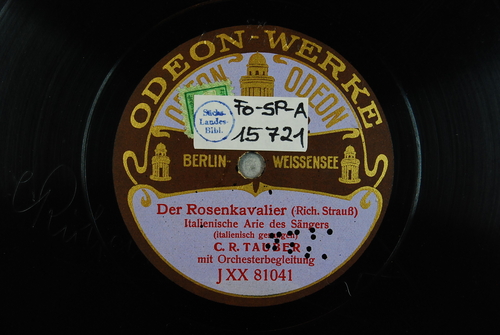 ODEON-WERKE
ODEON ODEON
Sächs.
Landes-
Bibl.
Fo-SP-A
15721
BERLIN- WEISSENSEE
Der Rosenkavalier (Rich. Strauß)
Italienische Arie des Sängers
(italienisch gesungen)
C. R. TAUBER
mit Orchesterbegleitung
J XX 81041